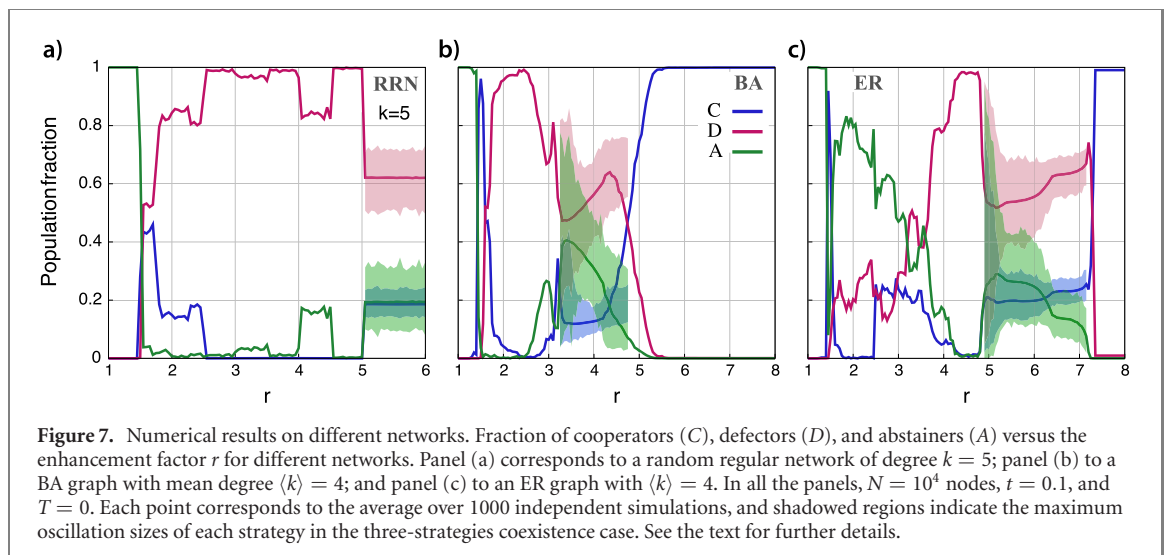 a)
b)
c)
1
0.8
0.6
0.4
0.2
0
Population fraction
RRN
k=5
1 2 3 4 5 6
r
BA
C
D
A
1 2 3 4 5 6 7 8
r
ER
1 2 3 4 5 6 7 8
r
Figure 7. Numerical results on different networks. Fraction of cooperators (C), defectors (D), and abstainers (A) versus the
enhancement factor r for different networks. Panel (a) corresponds to a random regular network of degree k = 5; panel (b) to a
BA graph with mean degree ⟨k⟩ = 4; and panel (c) to an ER graph with ⟨k⟩ = 4. In all the panels, N = 10⁴ nodes, t = 0.1, and
T = 0. Each point corresponds to the average over 1000 independent simulations, and shadowed regions indicate the maximum
oscillation sizes of each strategy in the three-strategies coexistence case. See the text for further details.